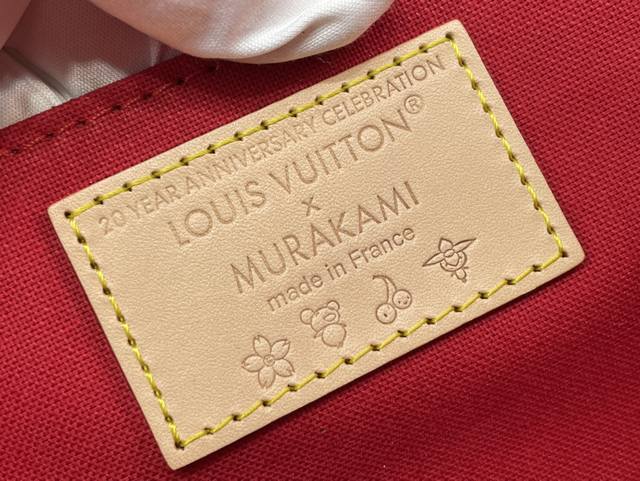 20 YEAR ANNIVERSARY CELEBRATION
LOUIS VUITTON®
×
MURAKAMI
made in France